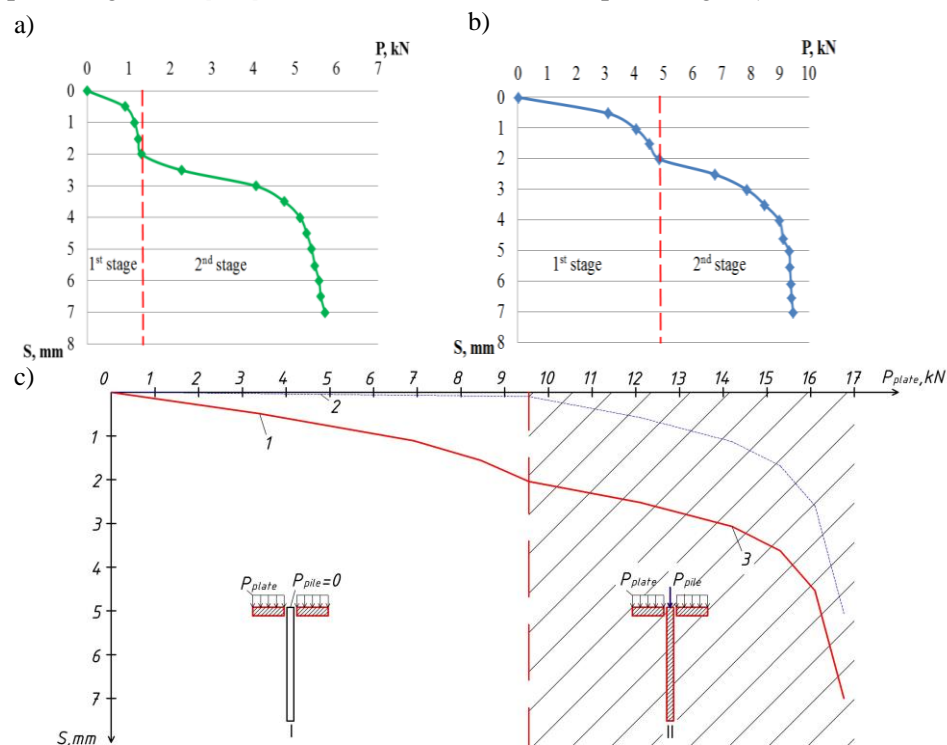 a)
P, kN
0 1 2 3 4 5 6 7
0
1
2
3
4
5
6
7
8
1st stage
2nd stage
S, mm
b)
P, kN
0 1 2 3 4 5 6 7 8 9 10
0
1
2
3
4
5
6
7
8
1st stage
2nd stage
S, mm
c)
0 1 2 3 4 5 6 7 8 9 10 11 12 13 14 15 16 17
Pplate,kN
1
2
3
4
5
6
7
S,mm
1
2
3
Pplate Ppile=0
I
Pplate Ppile
II